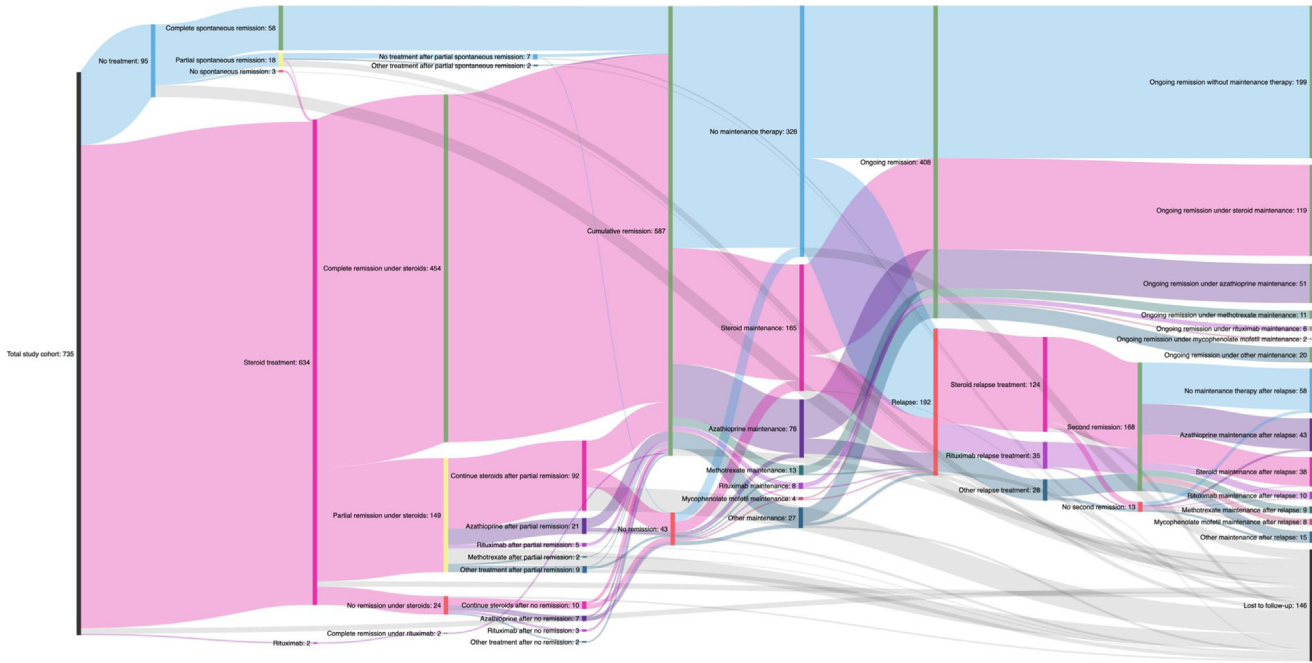 Total study cohort: 735
No treatment: 95
Steroid treatment: 634
Rituximab: 2
Complete spontaneous remission: 58
Partial spontaneous remission: 18
No spontaneous remission: 3
Complete remission under steroids: 454
Partial remission under steroids: 149
No remission under steroids: 24
Complete remission under rituximab: 2
No treatment after partial spontaneous remission: 7
Other treatment after partial spontaneous remission: 2
Continue steroids after partial remission: 92
Azathioprine after partial remission: 21
Rituximab after partial remission: 5
Methotrexate after partial remission: 2
Other treatment after partial remission: 9
Continue steroids after no remission: 10
Azathioprine after no remission: 7
Rituximab after no remission: 3
Other treatment after no remission: 2
Cumulative remission: 587
No remission: 43
No maintenance therapy: 328
Steroid maintenance: 165
Azathioprine maintenance: 76
Methotrexate maintenance: 13
Rituximab maintenance: 8
Mycophenolate mofetil maintenance: 4
Other maintenance: 27
Ongoing remission: 408
Relapse: 192
Steroid relapse treatment: 124
Rituximab relapse treatment: 35
Other relapse treatment: 28
Second remission: 168
No second remission: 13
Ongoing remission without maintenance therapy: 199
Ongoing remission under steroid maintenance: 119
Ongoing remission under azathioprine maintenance: 51
Ongoing remission under methotrexate maintenance: 11
Ongoing remission under rituximab maintenance: 6
Ongoing remission under mycophenolate mofetil maintenance: 2
Ongoing remission under other maintenance: 20
No maintenance therapy after relapse: 58
Azathioprine maintenance after relapse: 43
Steroid maintenance after relapse: 38
Rituximab maintenance after relapse: 10
Methotrexate maintenance after relapse: 9
Mycophenolate mofetil maintenance after relapse: 8
Other maintenance after relapse: 15
Lost to follow-up: 146